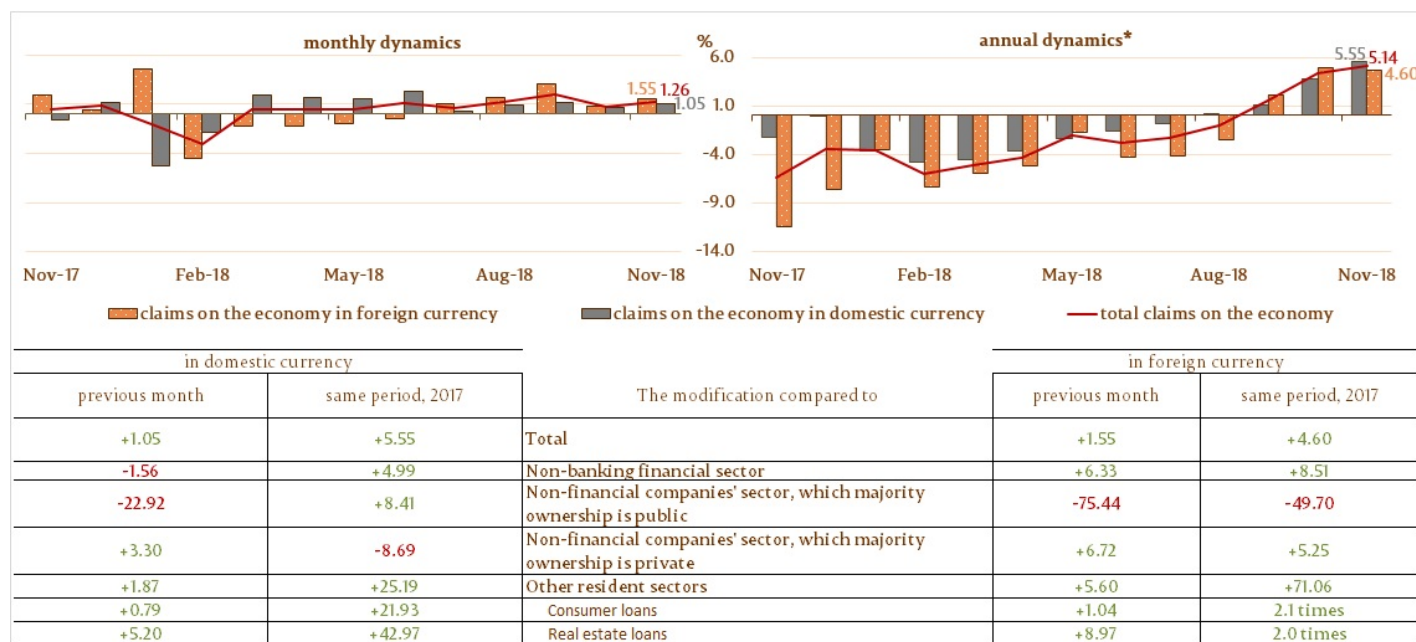 monthly dynamics
%
annual dynamics*
6.0
1.0
-4.0
-9.0
-14.0
1.55
1.26
1.05
5.55
5.14
4.60
Nov-17 Feb-18 May-18 Aug-18 Nov-18
Nov-17 Feb-18 May-18 Aug-18 Nov-18
claims on the economy in foreign currency claims on the economy in domestic currency total claims on the economy
in domestic currency in foreign currency
previous month same period, 2017 The modification compared to previous month same period, 2017
+1.05 +5.55 Total +1.55 +4.60
-1.56 +4.99 Non-banking financial sector +6.33 +8.51
-22.92 +8.41 Non-financial companies' sector, which majority
ownership is public -75.44 -49.70
+3.30 -8.69 Non-financial companies' sector, which majority
ownership is private +6.72 +5.25
+1.87 +25.19 Other resident sectors +5.60 +71.06
+0.79 +21.93 Consumer loans +1.04 2.1 times
+5.20 +42.97 Real estate loans +8.97 2.0 times